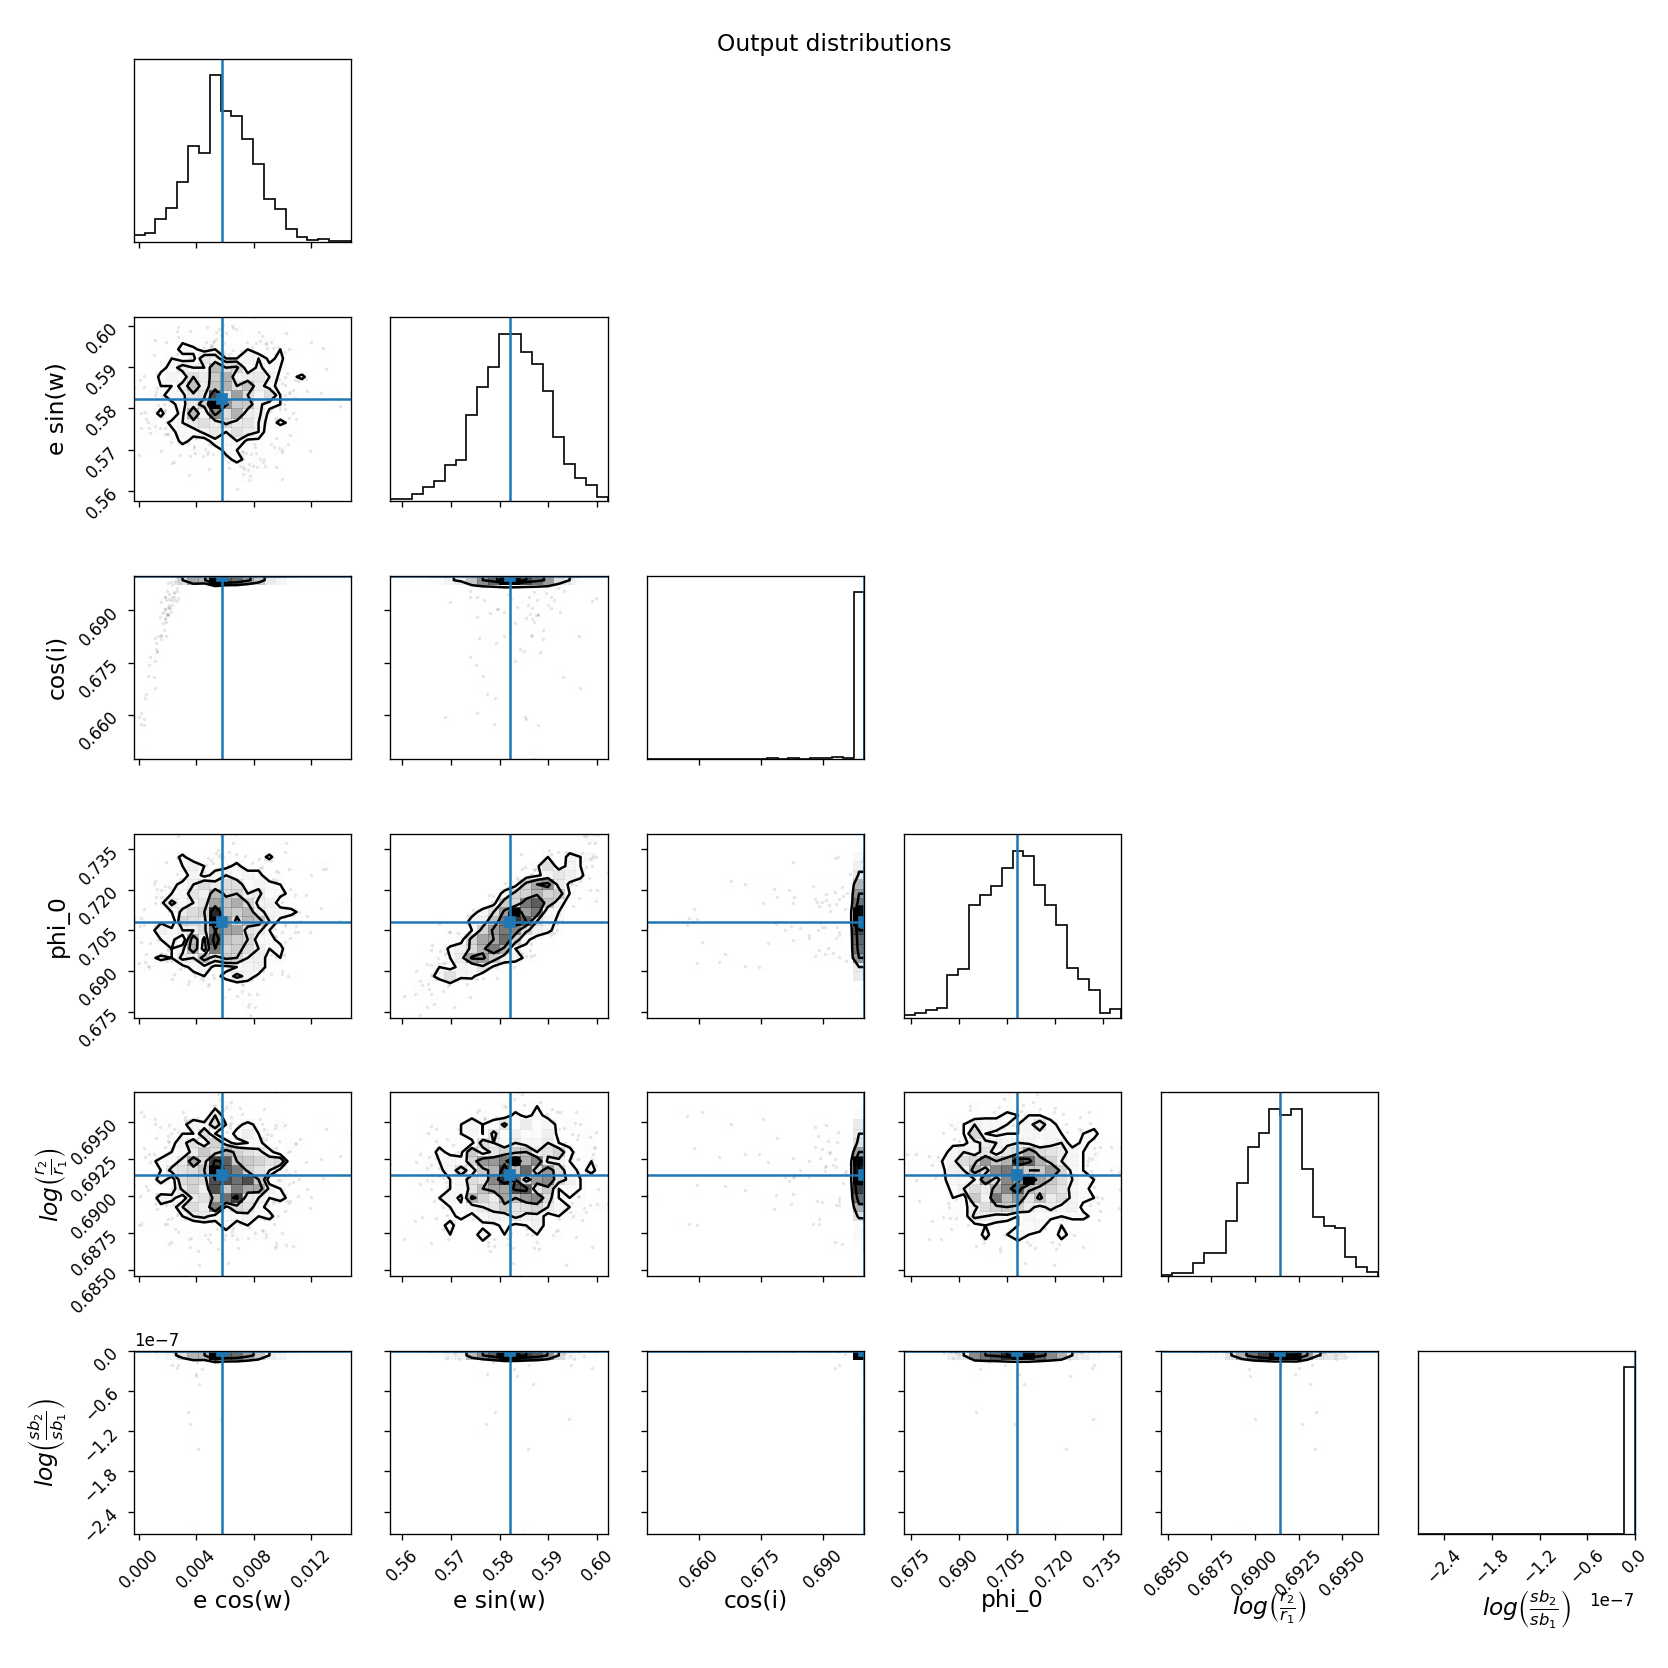 Output distributions
e sin(w)
0.60
0.59
0.58
0.57
0.56
cos(i)
0.690
0.675
0.660
phi_0
0.735
0.720
0.705
0.690
0.675
log(r2/r1)
0.6950
0.6925
0.6900
0.6875
0.6850
1e−7
log(sb2/sb1)
0.0
−0.6
−1.2
−1.8
−2.4
0.000 0.004 0.008 0.012
0.56 0.57 0.58 0.59 0.60
0.660 0.675 0.690
0.675 0.690 0.705 0.720 0.735
0.6850 0.6875 0.6900 0.6925 0.6950
−2.4 −1.8 −1.2 −0.6 0.0
e cos(w)
e sin(w)
cos(i)
phi_0
log(r2/r1)
log(sb2/sb1)
1e−7